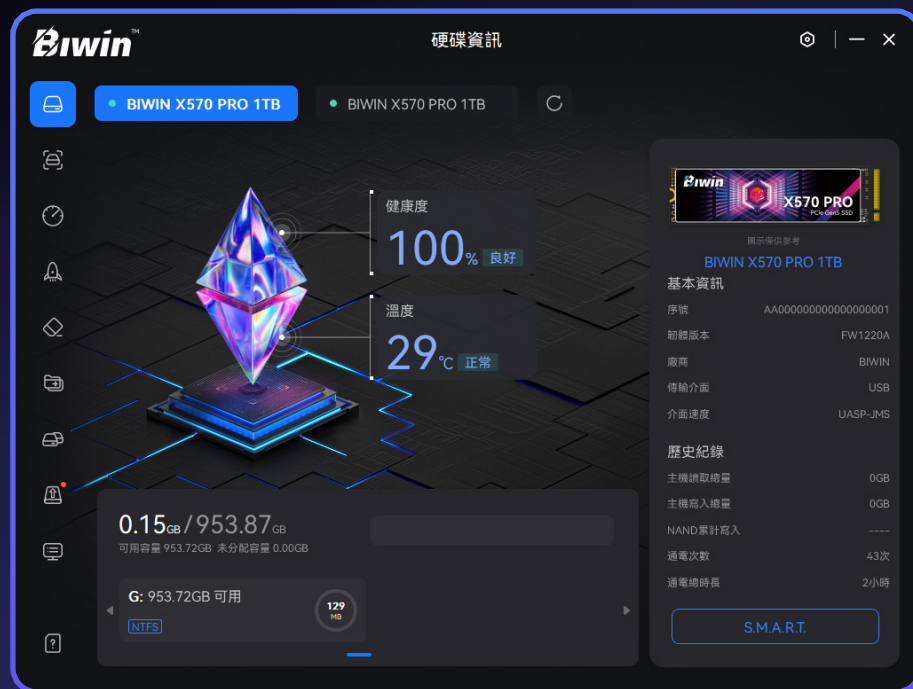 Biwin™
硬碟資訊
BIWIN X570 PRO 1TB
BIWIN X570 PRO 1TB
健康度
100% 良好
溫度
29°C 正常
Biwin
X570 PRO
PCIe Gen5 SSD
圖示僅供參考
BIWIN X570 PRO 1TB
基本資訊
序號 AA000000000000000001
韌體版本 FW1220A
廠商 BIWIN
傳輸介面 USB
介面速度 UASP-JMS
歷史紀錄
主機讀取總量 0GB
主機寫入總量 0GB
NAND累計寫入 ----
通電次數 43次
通電總時長 2小時
S.M.A.R.T.
0.15GB/953.87GB
可用容量 953.72GB 未分配容量 0.00GB
G: 953.72GB 可用
NTFS
129
MB